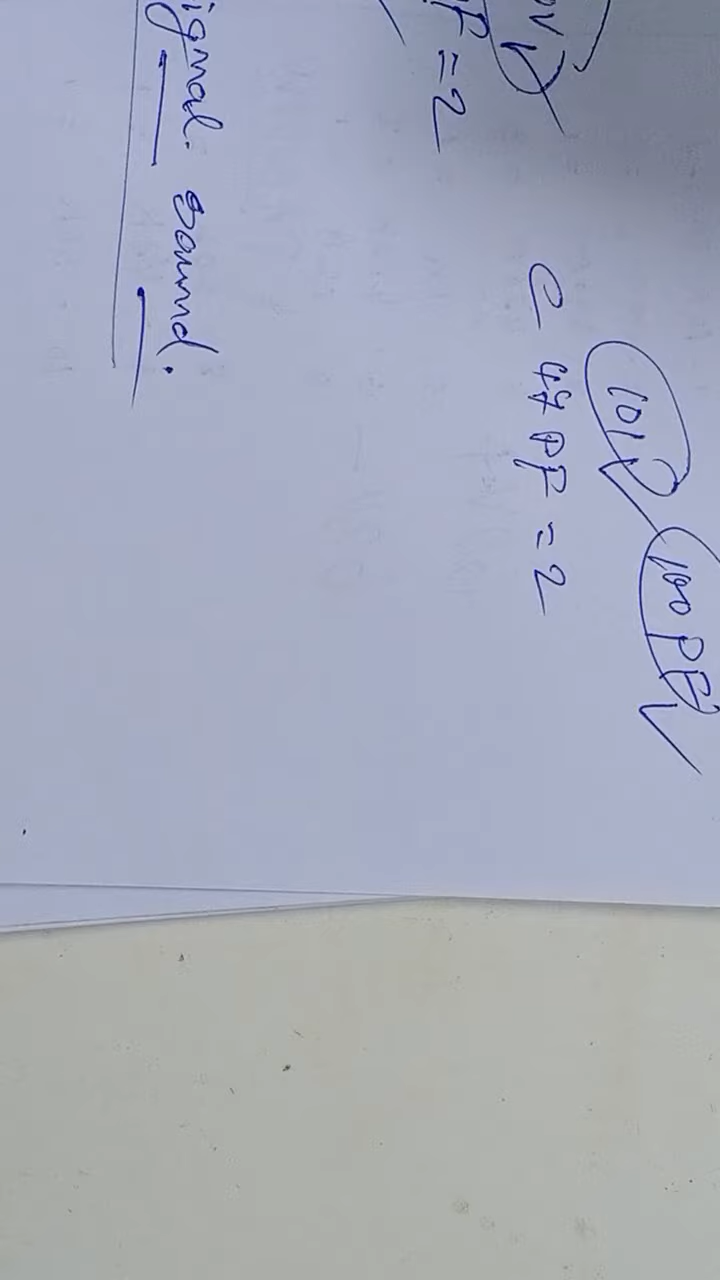 100 PF
101
C 47 PF = 2
F = 2
ignal. sound.